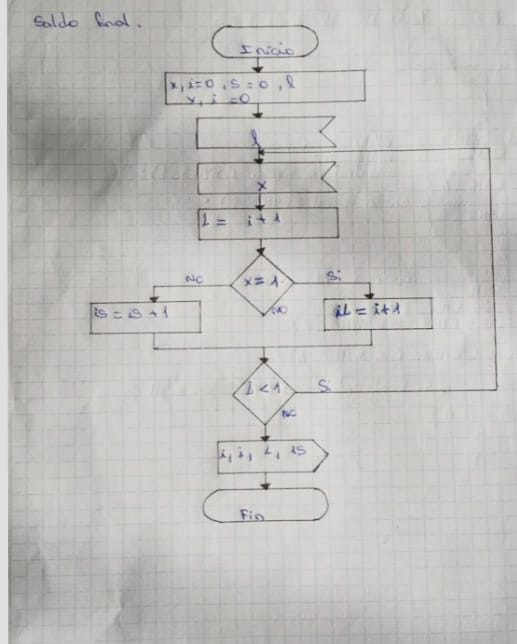 Saldo final.
Inicio
x, i=0, s=0, l
x, i =0
l
x
i + 1
NO
x = 1
Si
is = is + 1
NO
iL = i+1
< 1
Si
NO
i, i, L, is
Fin